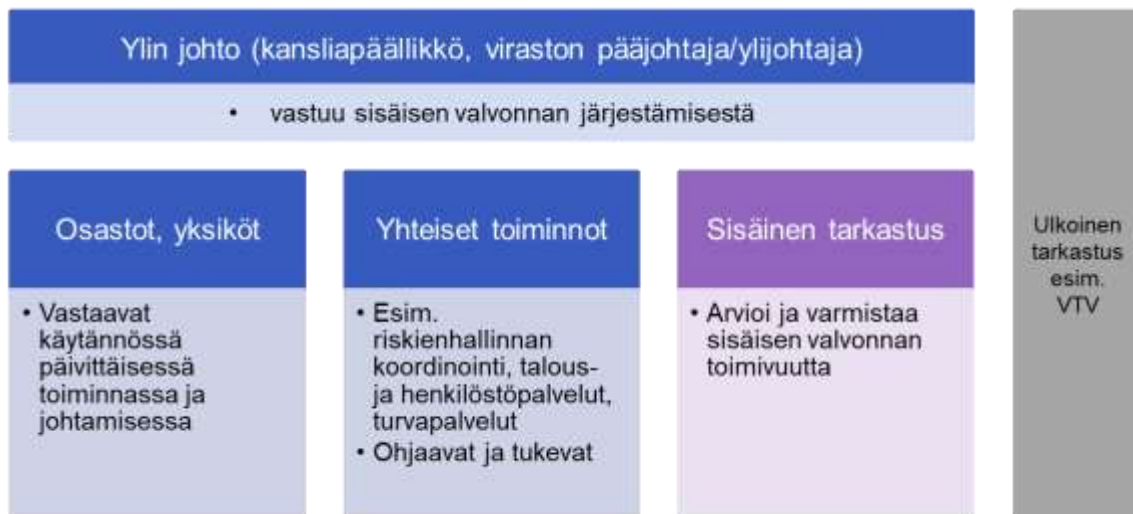 Ylin johto (kansliapäällikkö, viraston pääjohtaja/ylijohtaja)
• vastuu sisäisen valvonnan järjestämisestä
Osastot, yksiköt
• Vastaavat
käytännössä
päivittäisessä
toiminnassa ja
johtamisessa
Yhteiset toiminnot
• Esim.
riskienhallinnan
koordinointi, talous-
ja henkilöstöpalvelut,
turvapalvelut
• Ohjaavat ja tukevat
Sisäinen tarkastus
• Arvioi ja varmistaa
sisäisen valvonnan
toimivuutta
Ulkoinen
tarkastus
esim.
VTV